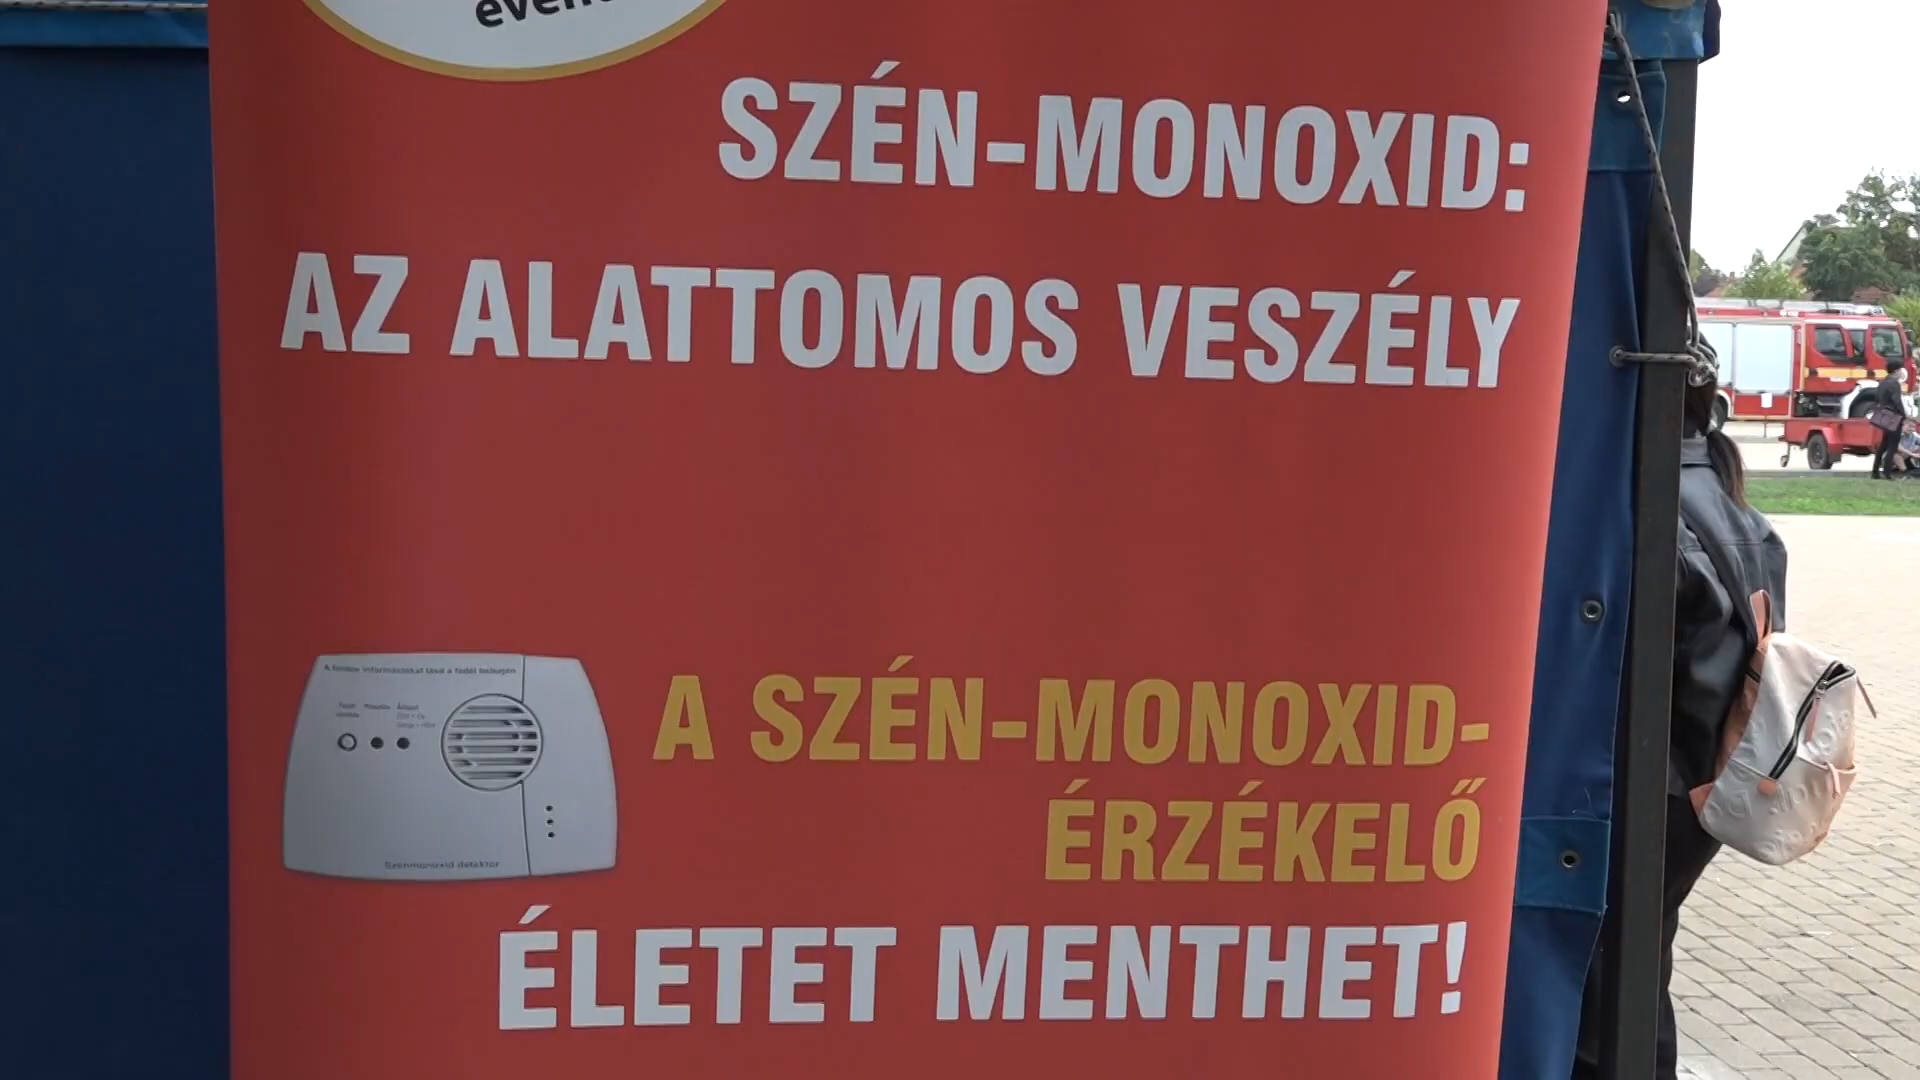 SZÉN-MONOXID:
AZ ALATTOMOS VESZÉLY
A SZÉN-MONOXID-
ÉRZÉKELŐ
ÉLETET MENTHET!